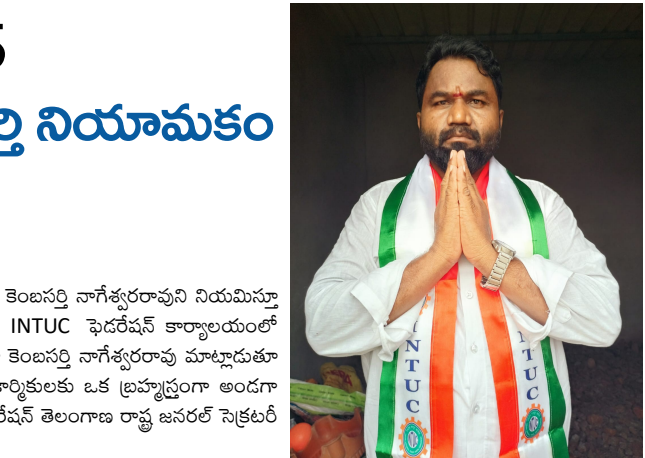 ర్తి నియామకం
కెంబసర్తి నాగేశ్వరరావుని నియమిస్తూ
INTUC ఫెడరేషన్ కార్యాలయంలో
కెంబసర్తి నాగేశ్వరరావు మాట్లాడుతూ
ార్మికులకు ఒక బ్రహ్మాస్త్రంగా అండగా
రేషన్ తెలంగాణ రాష్ట్ర జనరల్ సెక్రటరీ
INTUC
INTUC